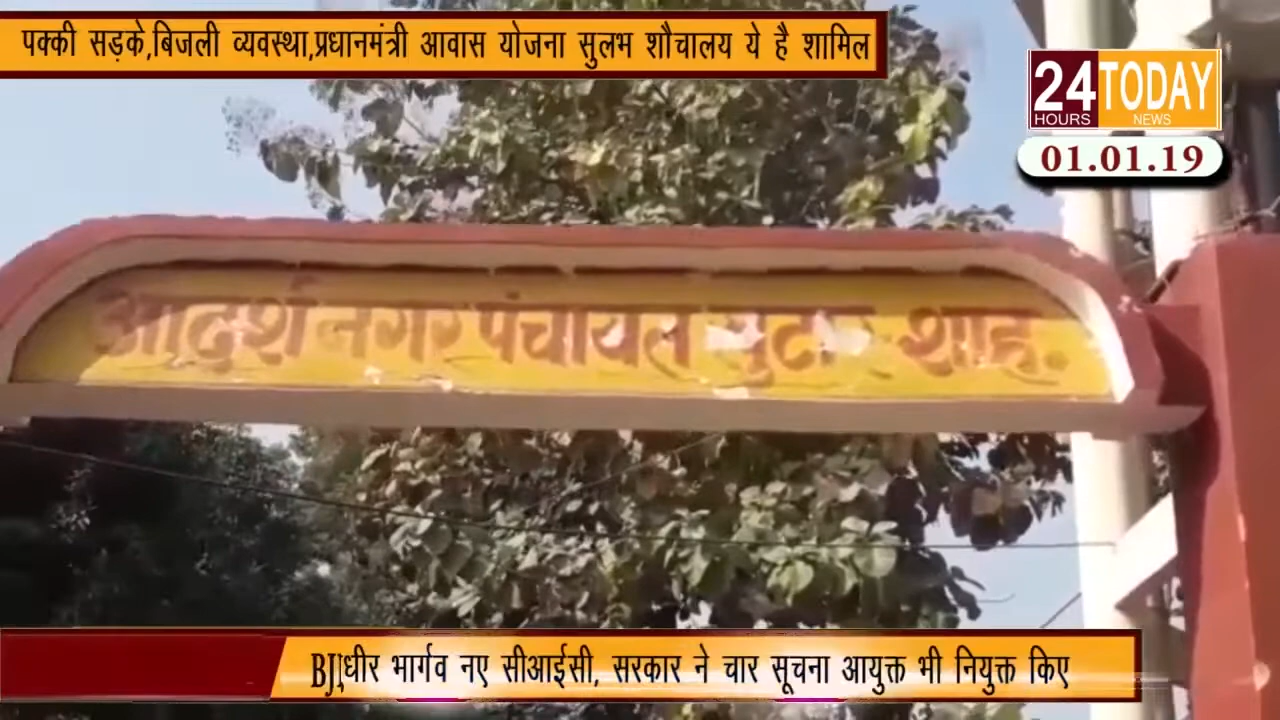 पक्की सड़के,बिजली व्यवस्था,प्रधानमंत्री आवास योजना सुलभ शौचालय ये है शामिल
24 TODAY
HOURS NEWS
01.01.19
आदर्श नगर पंचायत शाह.
BJ धीर भार्गव नए सीआईसी, सरकार ने चार सूचना आयुक्त भी नियुक्त किए